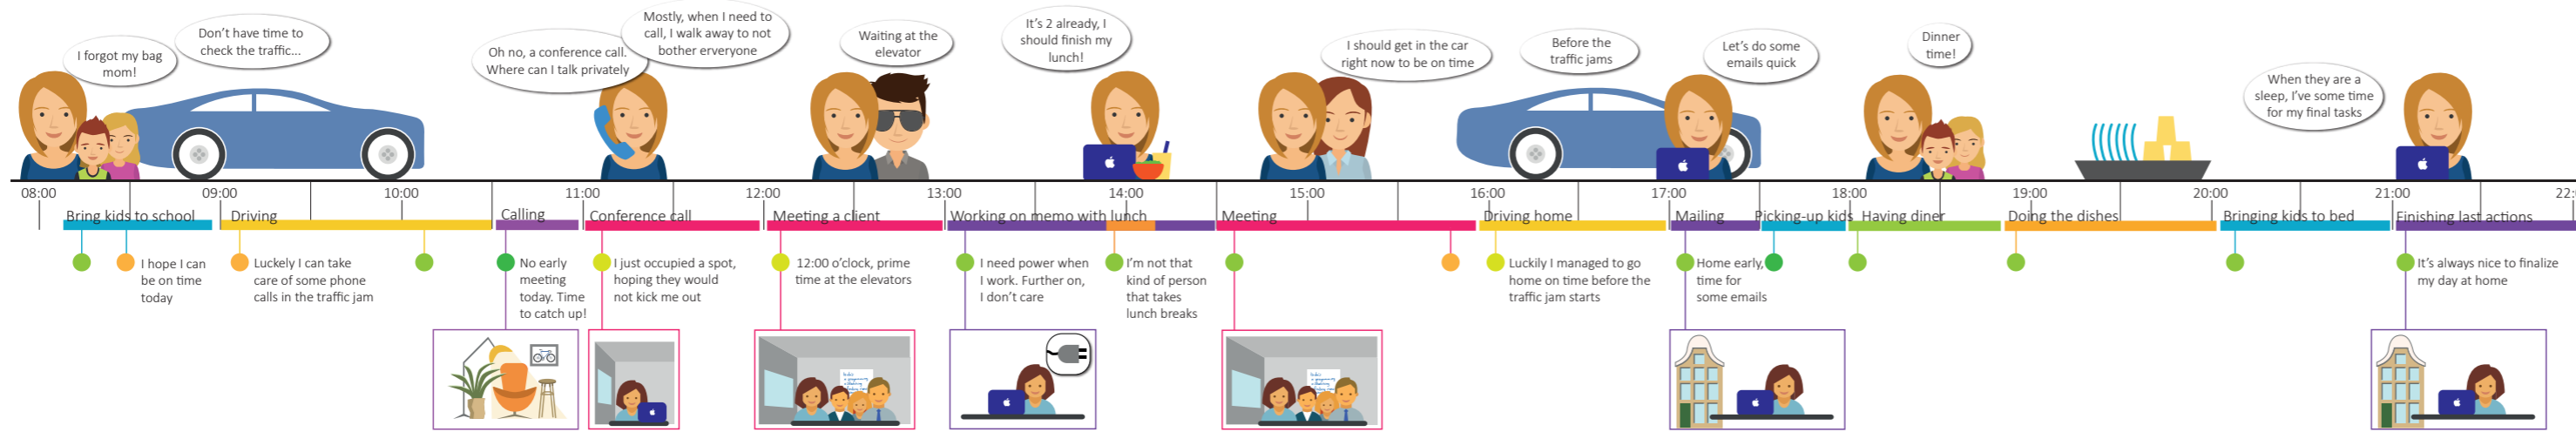 I forgot my bag
mom!
Don't have time to
check the traffic...
Oh no, a conference call.
Where can I talk privately
Mostly, when I need to
call, I walk away to not
bother erveryone
Waiting at the
elevator
It's 2 already, I
should finish my
lunch!
I should get in the car
right now to be on time
Before the
traffic jams
Let's do some
emails quick
Dinner
time!
When they are a
sleep, I've some time
for my final tasks
08:00 09:00 10:00 11:00 12:00 13:00 14:00 15:00 16:00 17:00 18:00 19:00 20:00 21:00 22:0
Bring kids to school
Driving
Calling
Conference call
Meeting a client
Working on memo with lunch
Meeting
Driving home
Mailing
Picking-up kids
Having diner
Doing the dishes
Bringing kids to bed
Finishing last actions
I hope I can
be on time
today
Luckely I can take
care of some phone
calls in the traffic jam
No early
meeting
today. Time
to catch up!
I just occupied a spot,
hoping they would
not kick me out
12:00 o'clock, prime
time at the elevators
I need power when
I work. Further on,
I don't care
I'm not that
kind of person
that takes
lunch breaks
Luckily I managed to go
home on time before the
traffic jam starts
Home early,
time for
some emails
It's always nice to finalize
my day at home